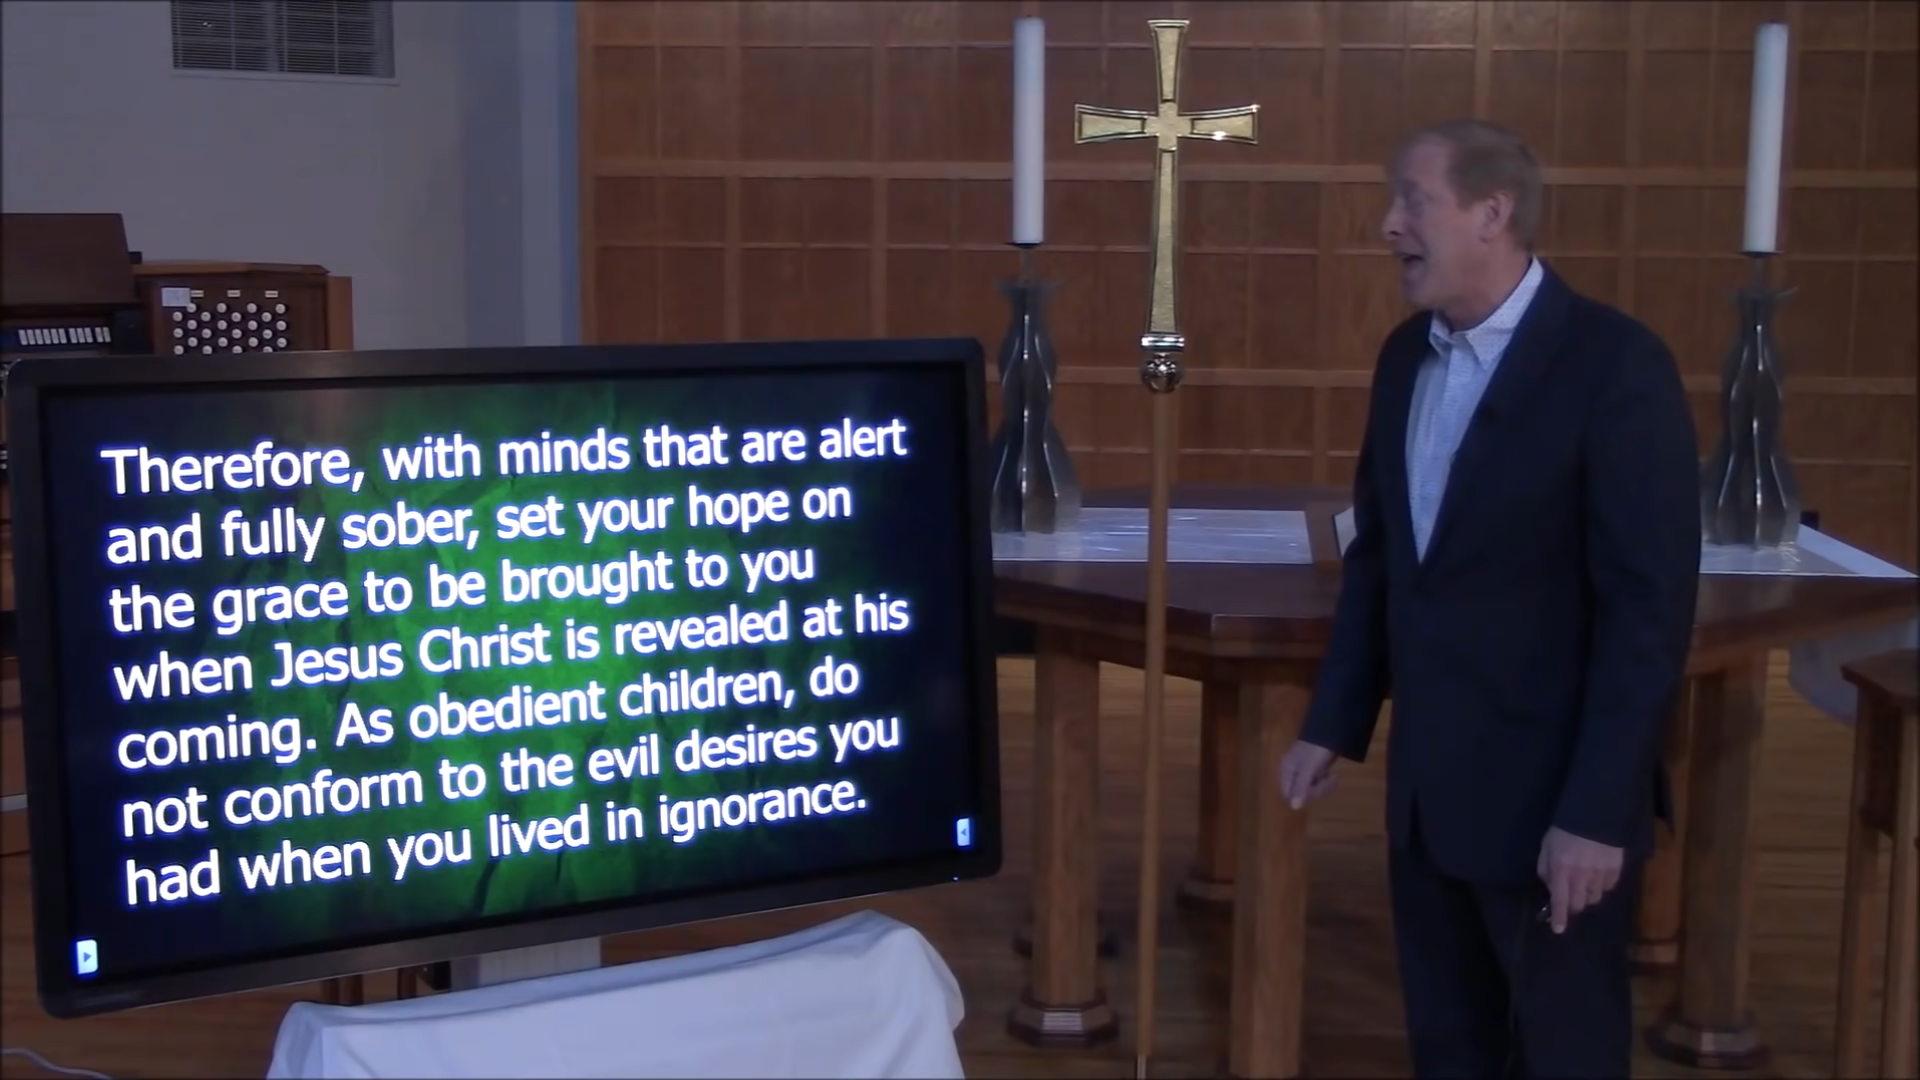 Therefore, with minds that are alert
and fully sober, set your hope on
the grace to be brought to you
when Jesus Christ is revealed at his
coming. As obedient children, do
not conform to the evil desires you
had when you lived in ignorance.